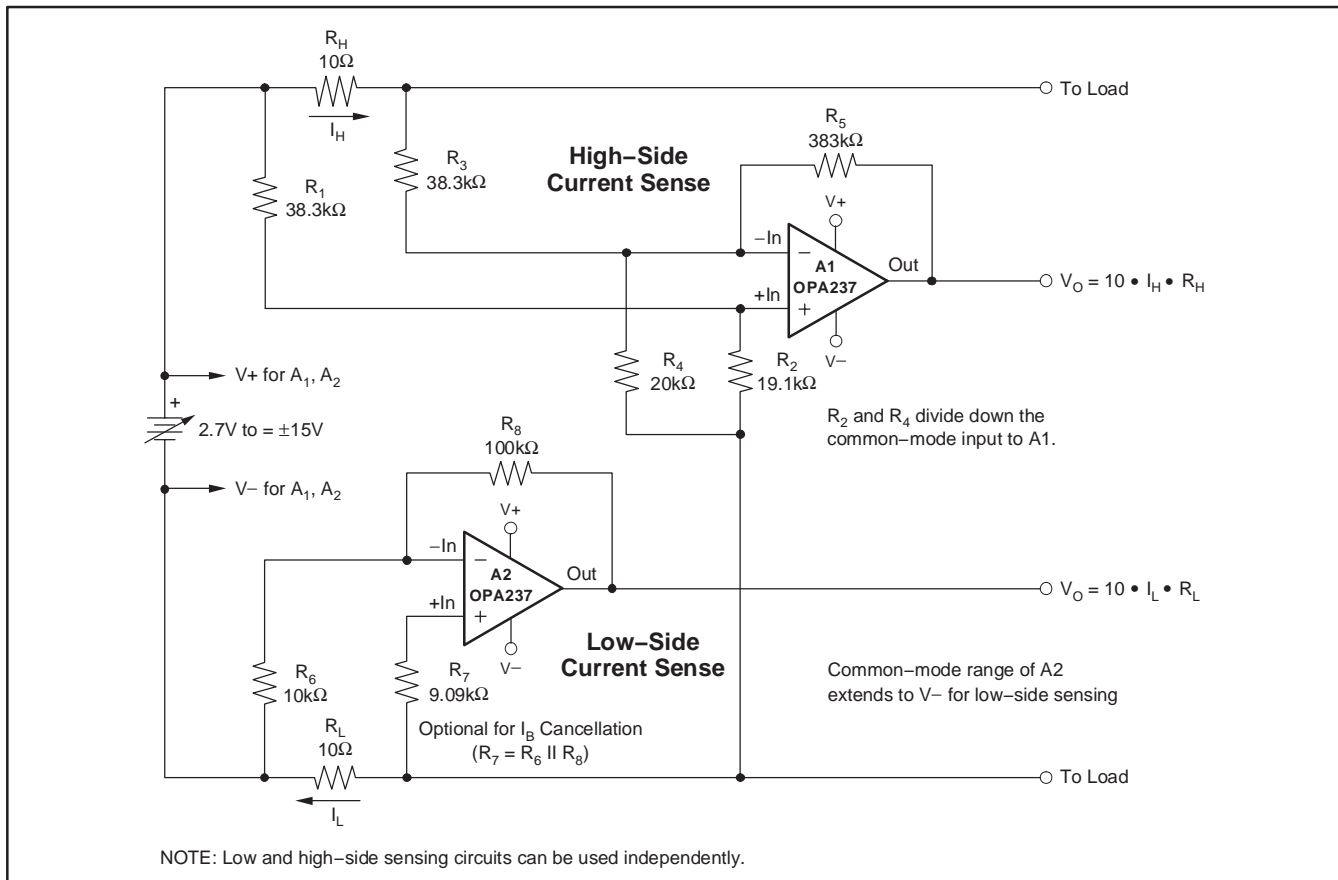 R_H
10Ω
I_H
To Load
R_5
383kΩ
R_3
38.3kΩ
High–Side
Current Sense
R_1
38.3kΩ
V+
−In
−
A1
OPA237
Out
+In
+
V−
V_O = 10 • I_H • R_H
R_4
20kΩ
R_2
19.1kΩ
R_2 and R_4 divide down the
common−mode input to A1.
V+ for A_1, A_2
+
2.7V to = ±15V
V− for A_1, A_2
R_8
100kΩ
V+
−In
−
A2
OPA237
Out
+In
+
V−
V_O = 10 • I_L • R_L
Low–Side
Current Sense
R_6
10kΩ
R_7
9.09kΩ
Common−mode range of A2
extends to V− for low−side sensing
Optional for I_B Cancellation
(R_7 = R_6 II R_8)
R_L
10Ω
I_L
To Load
NOTE: Low and high−side sensing circuits can be used independently.